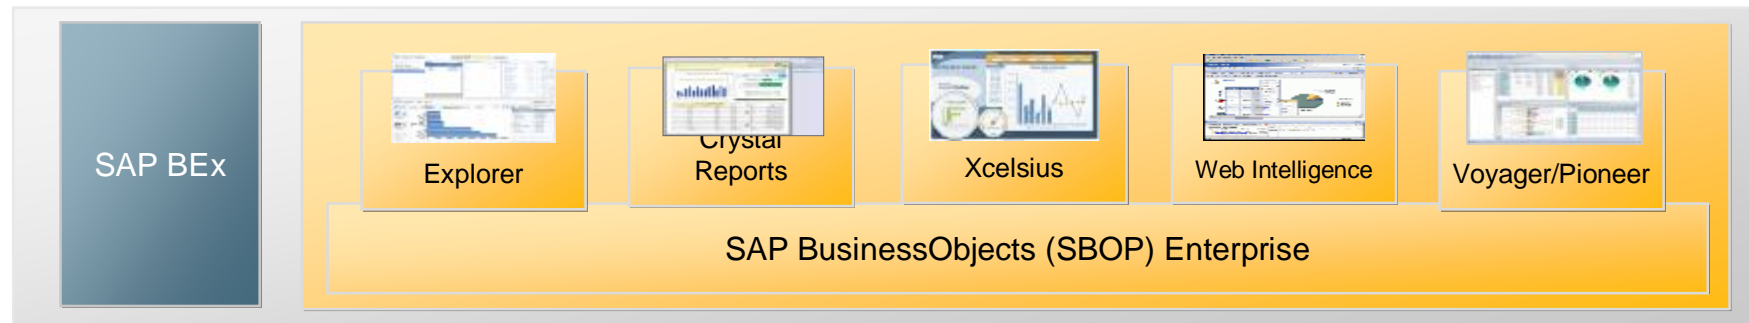 SAP BEx
Explorer
Crystal
Reports
Xcelsius
Web Intelligence
Voyager/Pioneer
SAP BusinessObjects (SBOP) Enterprise